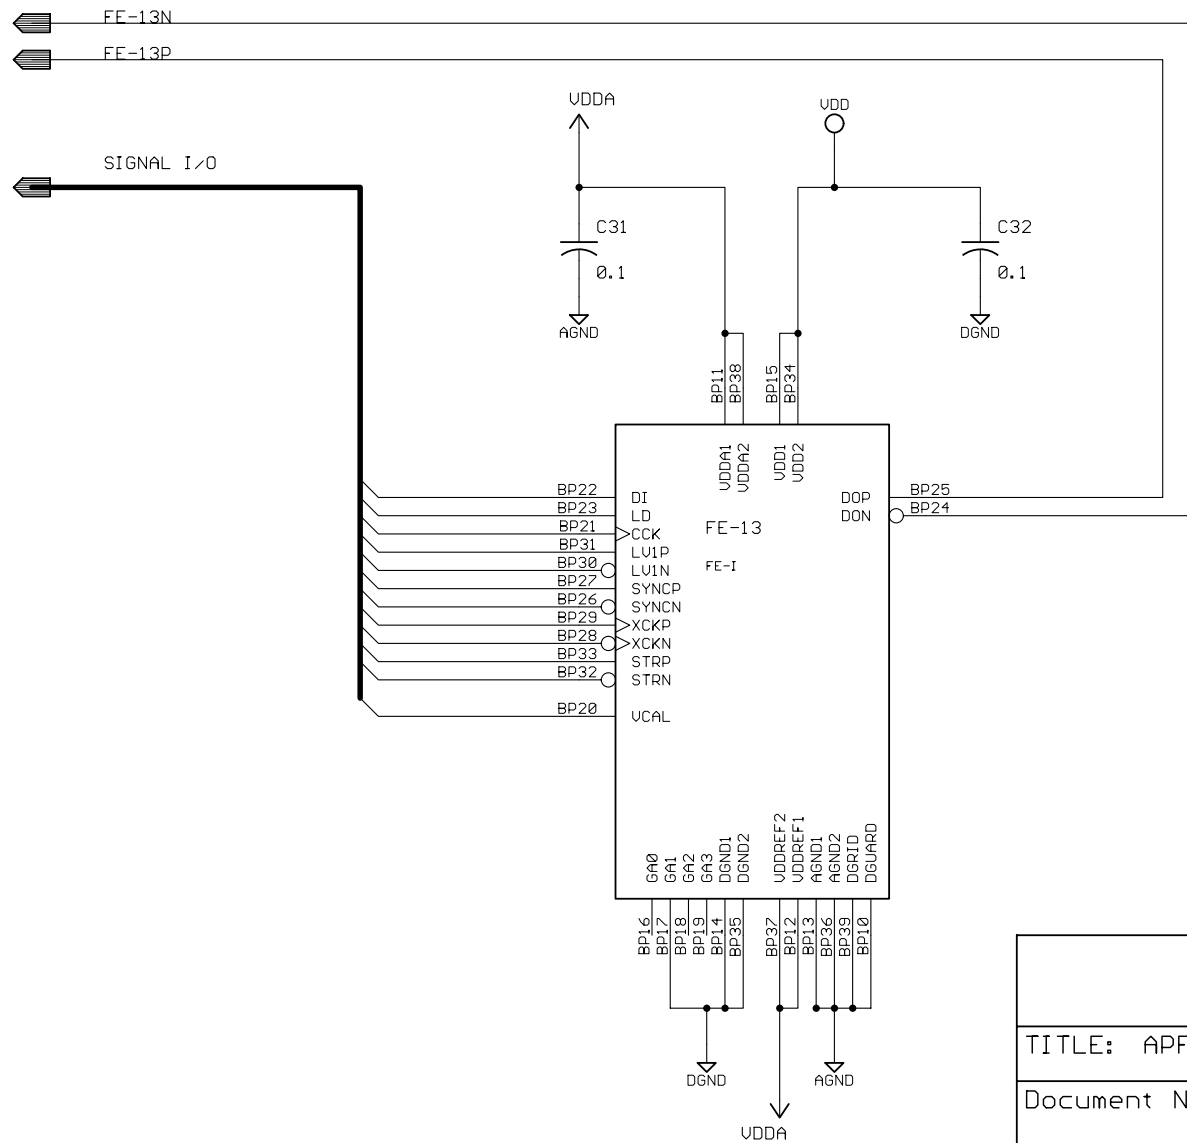 FE-13N
FE-13P
VDDA
VDD
SIGNAL I/O
C31
0.1
AGND
C32
0.1
DGND
BP11
BP38
BP15
BP34
VDDA1
VDDA2
VDD1
VDD2
BP22
DI
BP23
LD
BP21
CCK
BP31
LV1P
BP30
LV1N
BP27
SYNCP
BP26
SYNCN
BP29
XCKP
BP28
XCKN
BP33
STRP
BP32
STRN
BP20
VCAL
FE-13
FE-I
DOP
BP25
DON
BP24
GA0
GA1
GA2
GA3
DGND1
DGND2
VDDREF2
VDDREF1
AGND1
AGND2
DGRID
DGUARD
BP16
BP17
BP18
BP19
BP14
BP35
BP37
BP12
BP13
BP36
BP39
BP10
DGND
AGND
VDDA
TITLE: APF
Document N